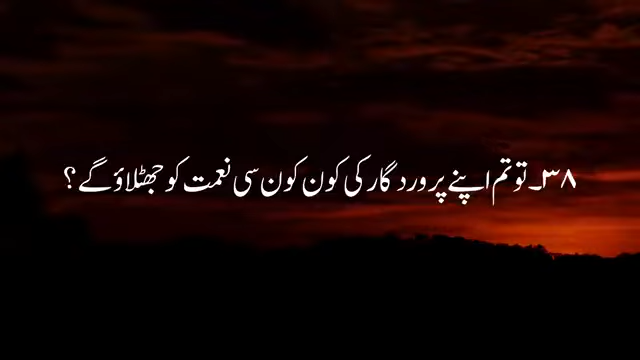 ۳۸۔ تو تم اپنے پروردگار کی کون کون سی نعمت کو جھٹلاؤ گے ؟